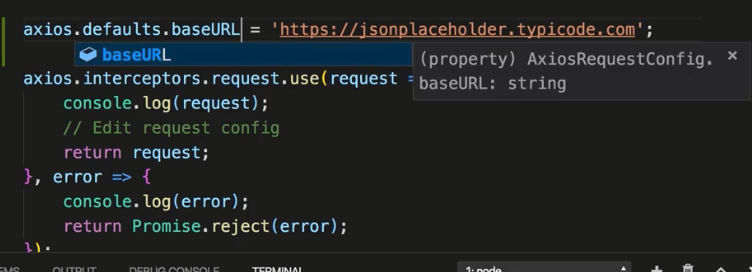 axios.defaults.baseURL = 'https://jsonplaceholder.typicode.com';
baseURL
(property) AxiosRequestConfig.
baseURL: string
axios.interceptors.request.use(request =
console.log(request);
// Edit request config
return request;
}, error => {
console.log(error);
return Promise.reject(error);
});
EMS OUTPUT DEBUG CONSOLE TERMINAL 1: node